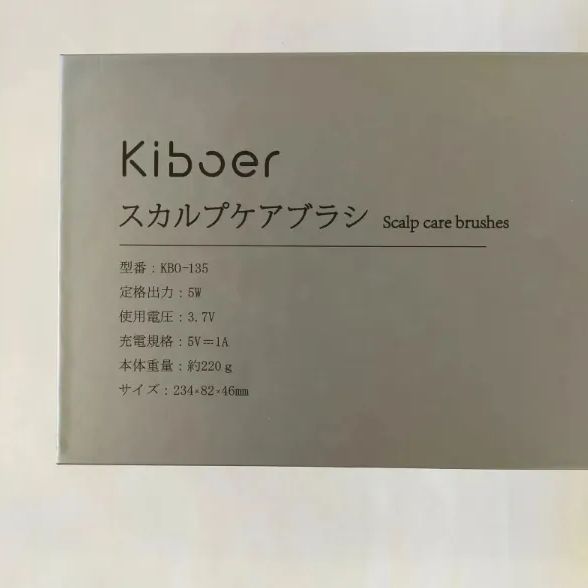 Kiboer
スカルプケアブラシ Scalp care brushes
型番：KBO-135
定格出力：5W
使用電圧：3.7V
充電規格：5V⎓1A
本体重量：約220g
サイズ：234×82×46mm